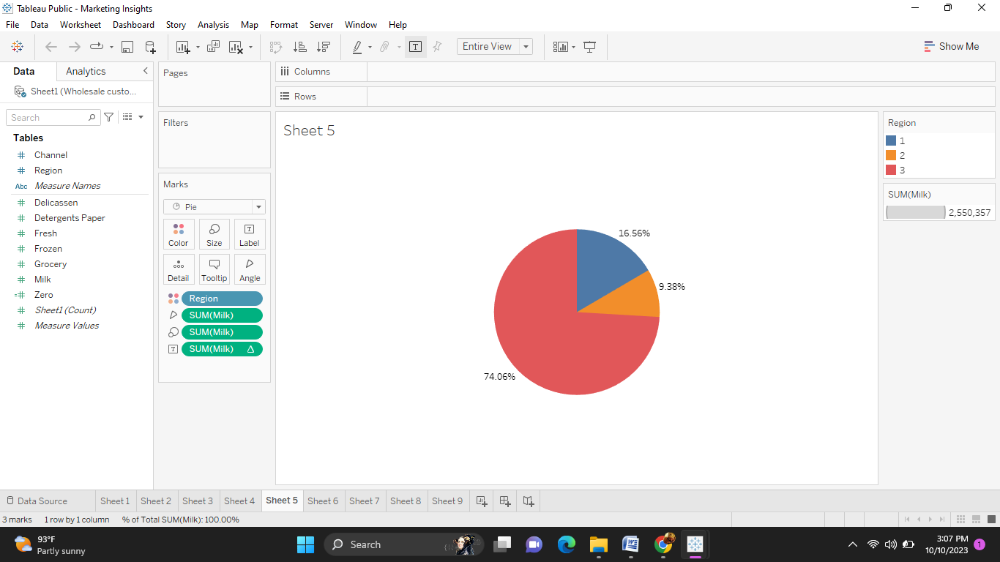 Tableau Public - Marketing Insights
File Data Worksheet Dashboard Story Analysis Map Format Server Window Help
Entire View
Show Me
Data Analytics
Sheet1 (Wholesale custo...
Search
Tables
Channel
Region
Abc Measure Names
Delicassen
Detergents Paper
Fresh
Frozen
Grocery
Milk
Zero
Sheet1 (Count)
Measure Values
Pages
Filters
Marks
Pie
Color Size Label
Detail Tooltip Angle
Region
SUM(Milk)
SUM(Milk)
SUM(Milk)
Columns
Rows
Sheet 5
16.56%
9.38%
74.06%
Region
1
2
3
SUM(Milk)
2,550,357
Data Source Sheet 1 Sheet 2 Sheet 3 Sheet 4 Sheet 5 Sheet 6 Sheet 7 Sheet 8 Sheet 9
3 marks 1 row by 1 column % of Total SUM(Milk): 100.00%
93°F
Partly sunny
Search
3:07 PM
10/10/2023
1